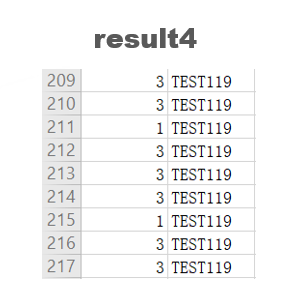 result4
209 3 TEST119
210 3 TEST119
211 1 TEST119
212 3 TEST119
213 3 TEST119
214 3 TEST119
215 1 TEST119
216 3 TEST119
217 3 TEST119